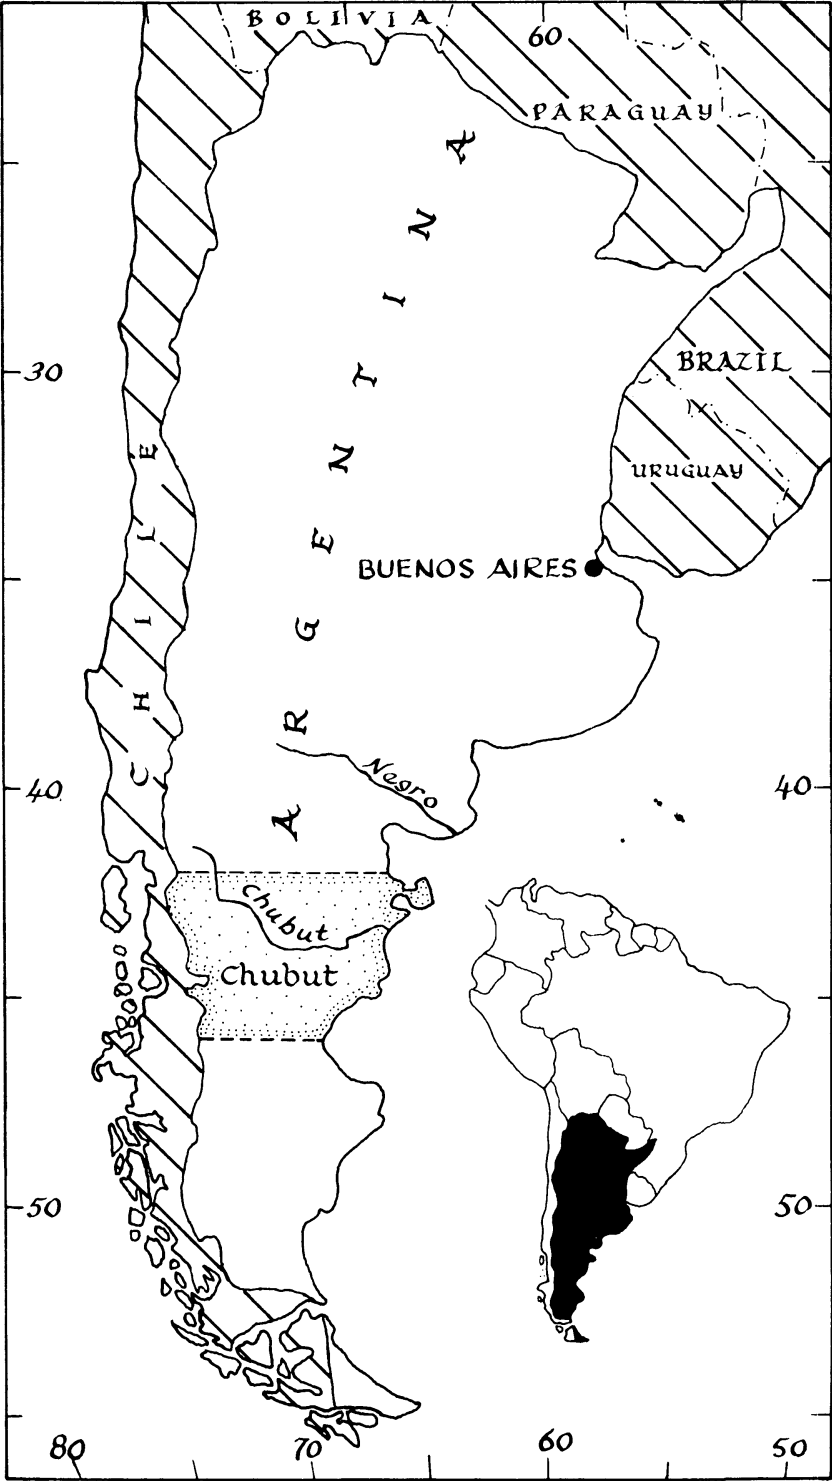 BOLIVIA
60
PARAGUAY
ARGENTINA
30
BRAZIL
CHILE
URUGUAY
BUENOS AIRES
Negro
40
40
Chubut
Chubut
50
50
80
70
60
50